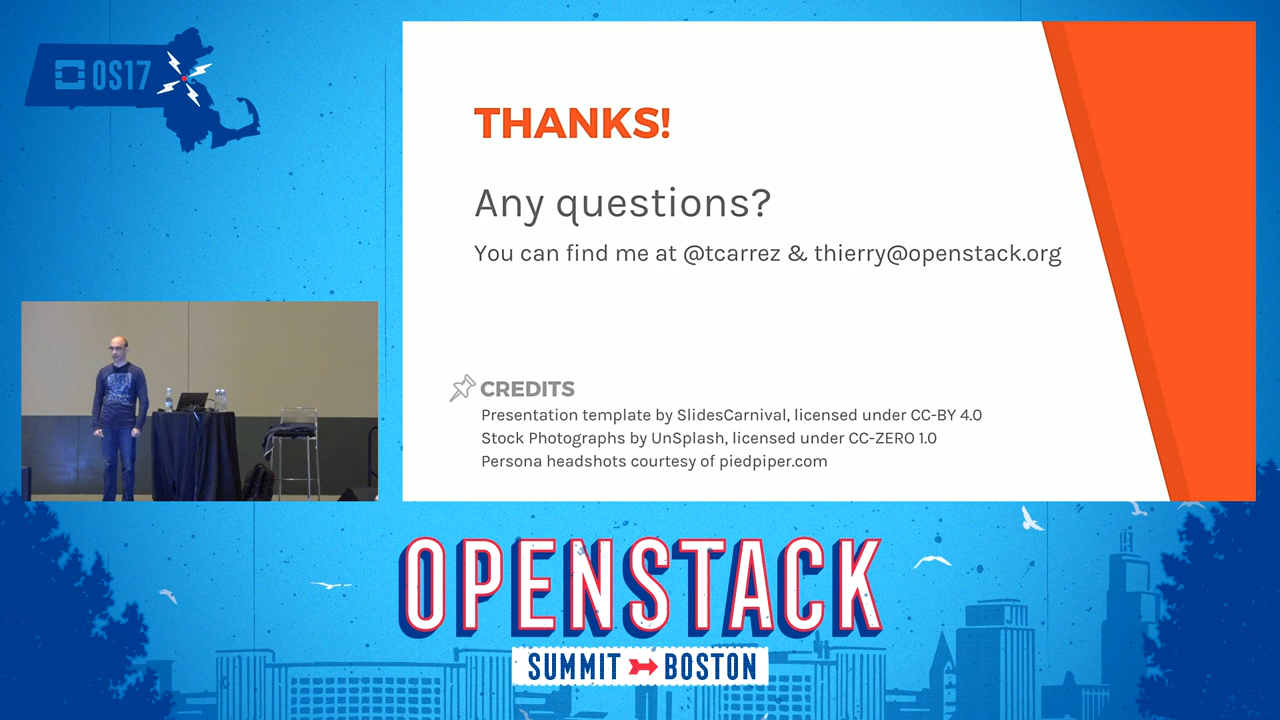 OS17
THANKS!
Any questions?
You can find me at @tcarrez & thierry@openstack.org
CREDITS
Presentation template by SlidesCarnival, licensed under CC-BY 4.0
Stock Photographs by UnSplash, licensed under CC-ZERO 1.0
Persona headshots courtesy of piedpiper.com
OPENSTACK
SUMMIT BOSTON